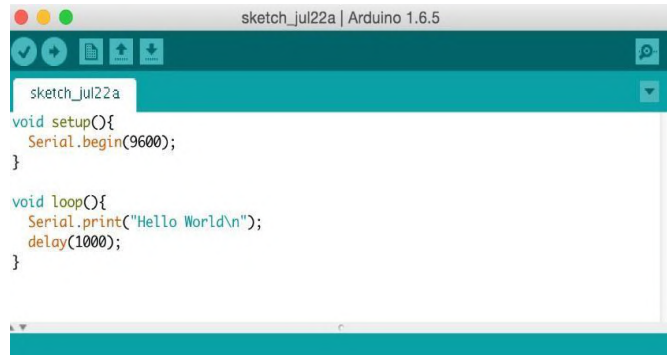 sketch_jul22a | Arduino 1.6.5
sketch_jul22a
void setup(){
  Serial.begin(9600);
}

void loop(){
  Serial.print("Hello World\n");
  delay(1000);
}